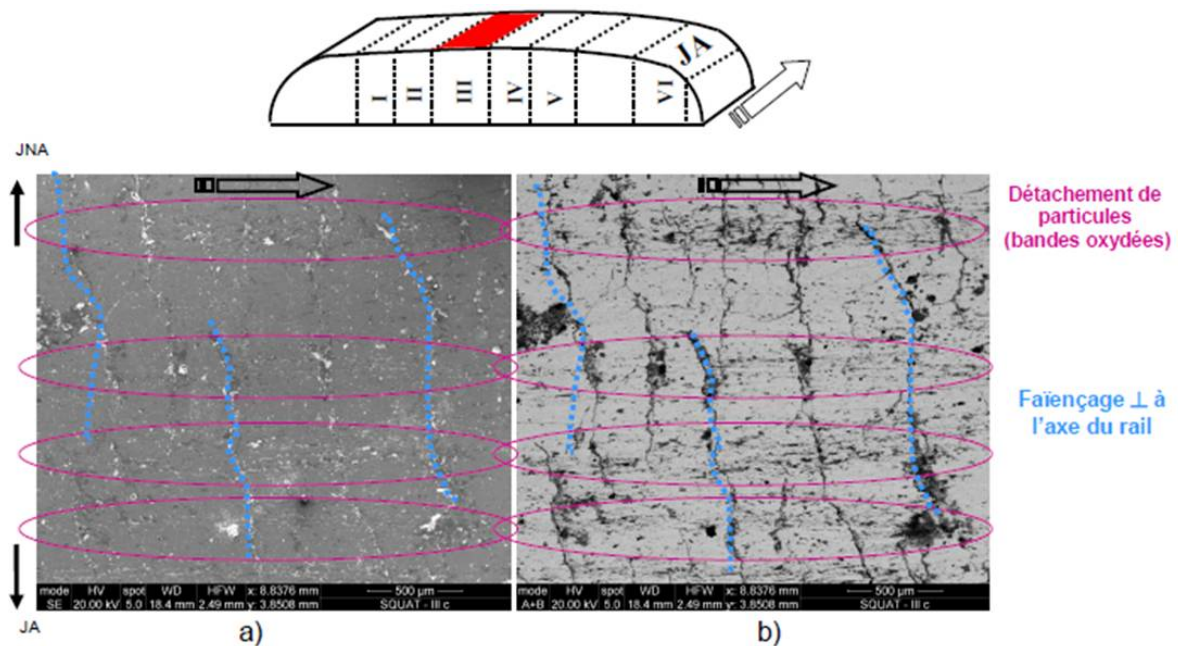 I II III IV V VI JA
JNA
Détachement de
particules
(bandes oxydées)
Faïençage ⊥ à
l'axe du rail
mode HV spot WD HFW x: 8.8376 mm 500 µm
SE 20.00 kV 5.0 18.4 mm 2.49 mm y: 3.8508 mm SQUAT - III c
mode HV spot WD HFW x: 8.8376 mm 500 µm
A+B 20.00 kV 5.0 18.4 mm 2.49 mm y: 3.8508 mm SQUAT - III c
JA
a)
b)